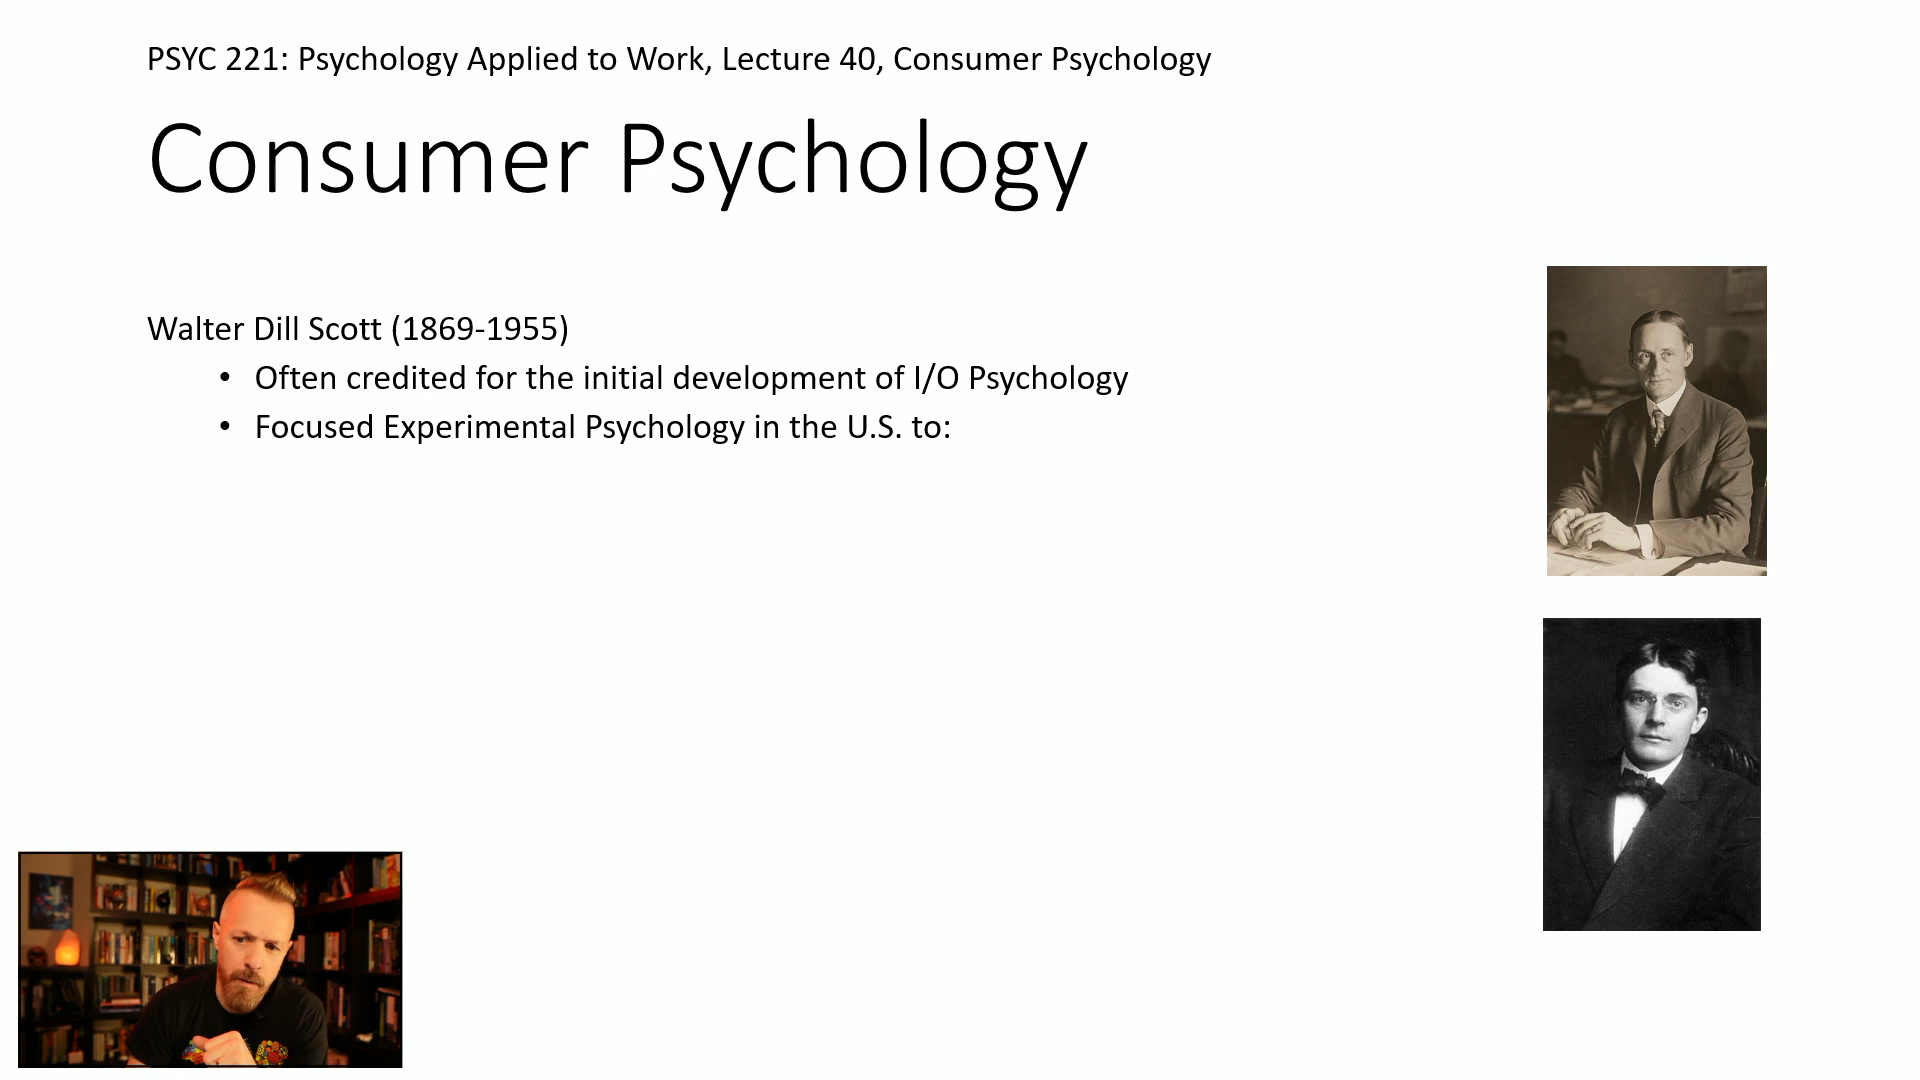 PSYC 221: Psychology Applied to Work, Lecture 40, Consumer Psychology
Consumer Psychology
Walter Dill Scott (1869-1955)
• Often credited for the initial development of I/O Psychology
• Focused Experimental Psychology in the U.S. to: